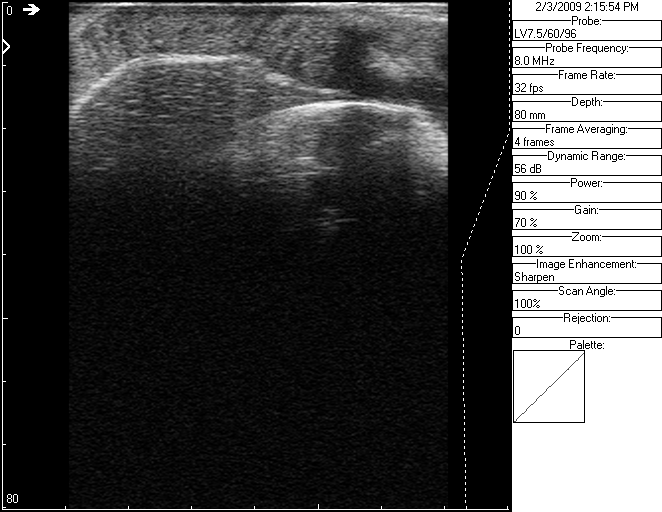 0
80
2/3/2009 2:15:54 PM
Probe:
LV7.5/60/96
Probe Frequency:
8.0 MHz
Frame Rate:
32 fps
Depth:
80 mm
Frame Averaging:
4 frames
Dynamic Range:
56 dB
Power:
90 %
Gain:
70 %
Zoom:
100 %
Image Enhancement:
Sharpen
Scan Angle:
100%
Rejection:
0
Palette: